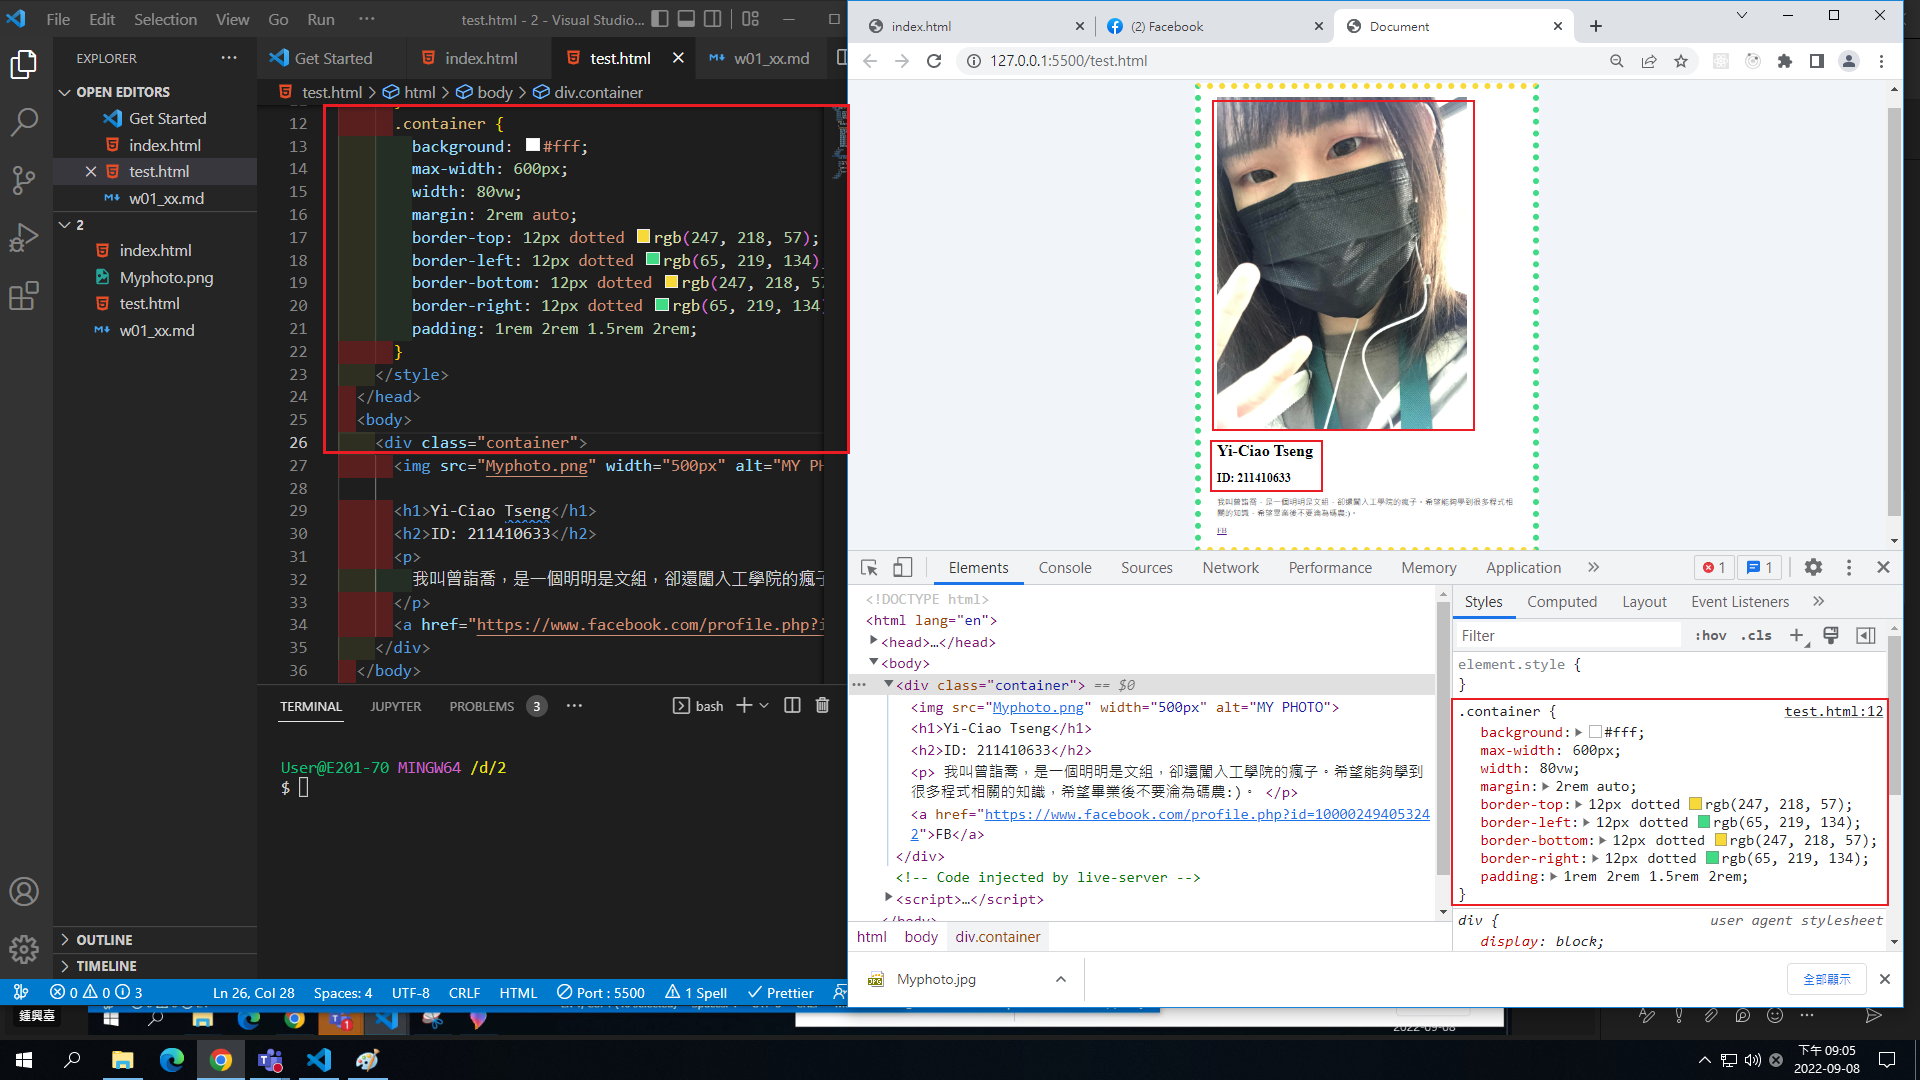 File Edit Selection View Go Run ··· test.html - 2 - Visual Studio...
EXPLORER ···
OPEN EDITORS
Get Started
index.html
test.html
w01_xx.md
2
index.html
Myphoto.png
test.html
w01_xx.md
OUTLINE
TIMELINE
Get Started index.html test.html w01_xx.md
test.html > html > body > div.container
12 .container {
13 background: #fff;
14 max-width: 600px;
15 width: 80vw;
16 margin: 2rem auto;
17 border-top: 12px dotted rgb(247, 218, 57);
18 border-left: 12px dotted rgb(65, 219, 134)
19 border-bottom: 12px dotted rgb(247, 218, 57
20 border-right: 12px dotted rgb(65, 219, 134)
21 padding: 1rem 2rem 1.5rem 2rem;
22 }
23 </style>
24 </head>
25 <body>
26 <div class="container">
27 <img src="Myphoto.png" width="500px" alt="MY PH
28
29 <h1>Yi-Ciao Tseng</h1>
30 <h2>ID: 211410633</h2>
31 <p>
32 我叫曾詣喬，是一個明明是文組，卻還闖入工學院的瘋子
33 </p>
34 <a href="https://www.facebook.com/profile.php?i
35 </div>
36 </body>
TERMINAL JUPYTER PROBLEMS 3 ··· bash
User@E201-70 MINGW64 /d/2
$
0 0 3 Ln 26, Col 28 Spaces: 4 UTF-8 CRLF HTML Port : 5500 1 Spell Prettier
index.html (2) Facebook Document
127.0.0.1:5500/test.html
Yi-Ciao Tseng
ID: 211410633
我叫曾詣喬，是一個明明是文組，卻還闖入工學院的瘋子。希望能夠學到很多程式相
關的知識，希望畢業後不要淪為碼農:)。
FB
Elements Console Sources Network Performance Memory Application » 1 1
<!DOCTYPE html>
<html lang="en">
<head>…</head>
<body>
··· <div class="container"> == $0
<img src="Myphoto.png" width="500px" alt="MY PHOTO">
<h1>Yi-Ciao Tseng</h1>
<h2>ID: 211410633</h2>
<p> 我叫曾詣喬，是一個明明是文組，卻還闖入工學院的瘋子。希望能夠學到
很多程式相關的知識，希望畢業後不要淪為碼農:)。 </p>
<a href="https://www.facebook.com/profile.php?id=10000249405324
2">FB</a>
</div>
<!-- Code injected by live-server -->
<script>…</script>
</body>
html body div.container
Styles Computed Layout Event Listeners »
Filter :hov .cls +
element.style {
}
.container { test.html:12
background: #fff;
max-width: 600px;
width: 80vw;
margin: 2rem auto;
border-top: 12px dotted rgb(247, 218, 57);
border-left: 12px dotted rgb(65, 219, 134);
border-bottom: 12px dotted rgb(247, 218, 57);
border-right: 12px dotted rgb(65, 219, 134);
padding: 1rem 2rem 1.5rem 2rem;
}
div { user agent stylesheet
display: block;
Myphoto.jpg 全部顯示
鍾興臺
2022-09-08
下午 09:05
2022-09-08